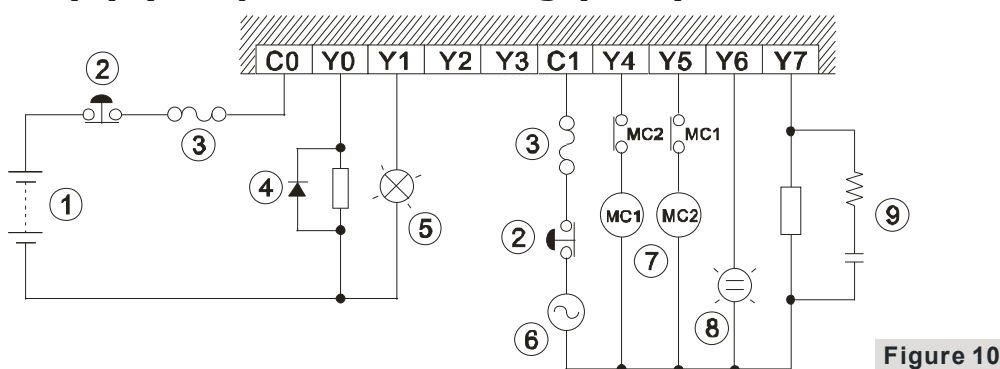 C0 Y0 Y1 Y2 Y3 C1 Y4 Y5 Y6 Y7
②
③
①
④
⑤
③
②
⑥
MC2 MC1
MC1 MC2
⑦
⑧
⑨
Figure 10